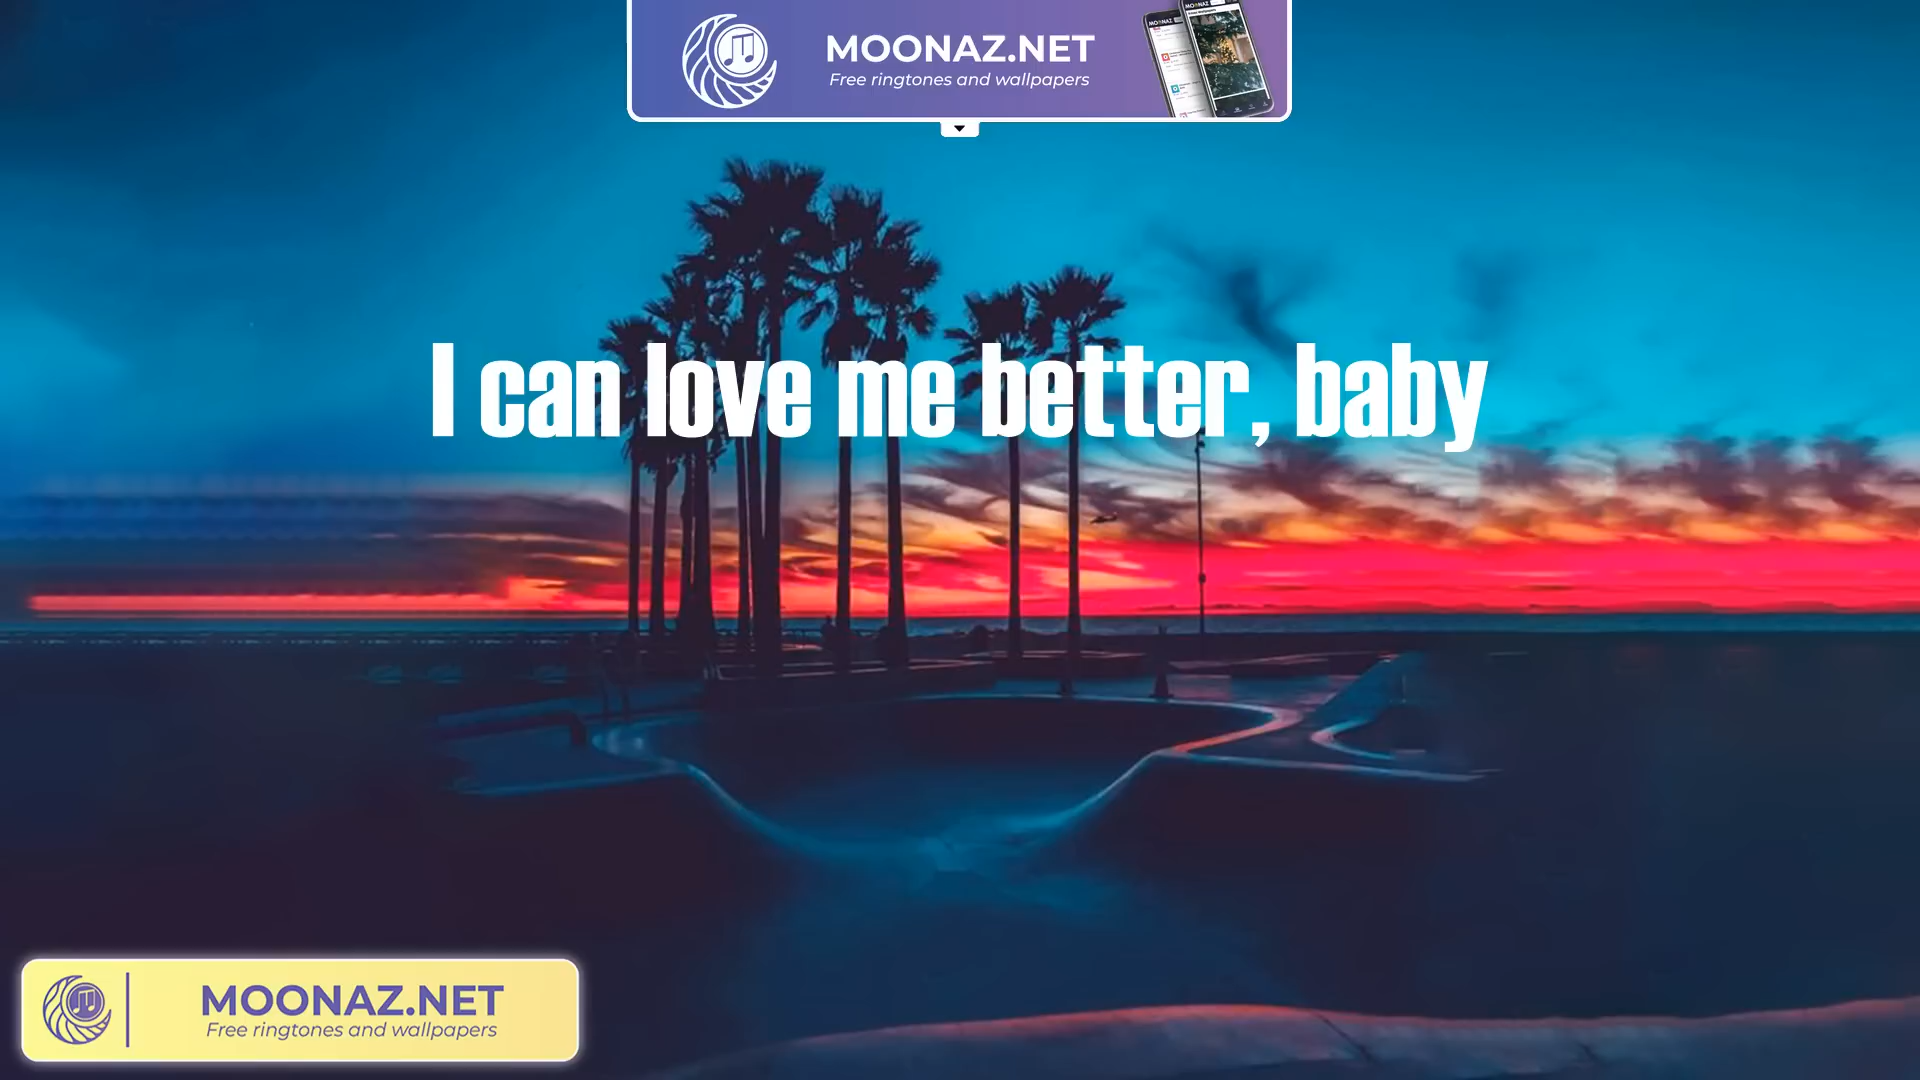 MOONAZ.NET
Free ringtones and wallpapers
I can love me better, baby
MOONAZ.NET
Free ringtones and wallpapers